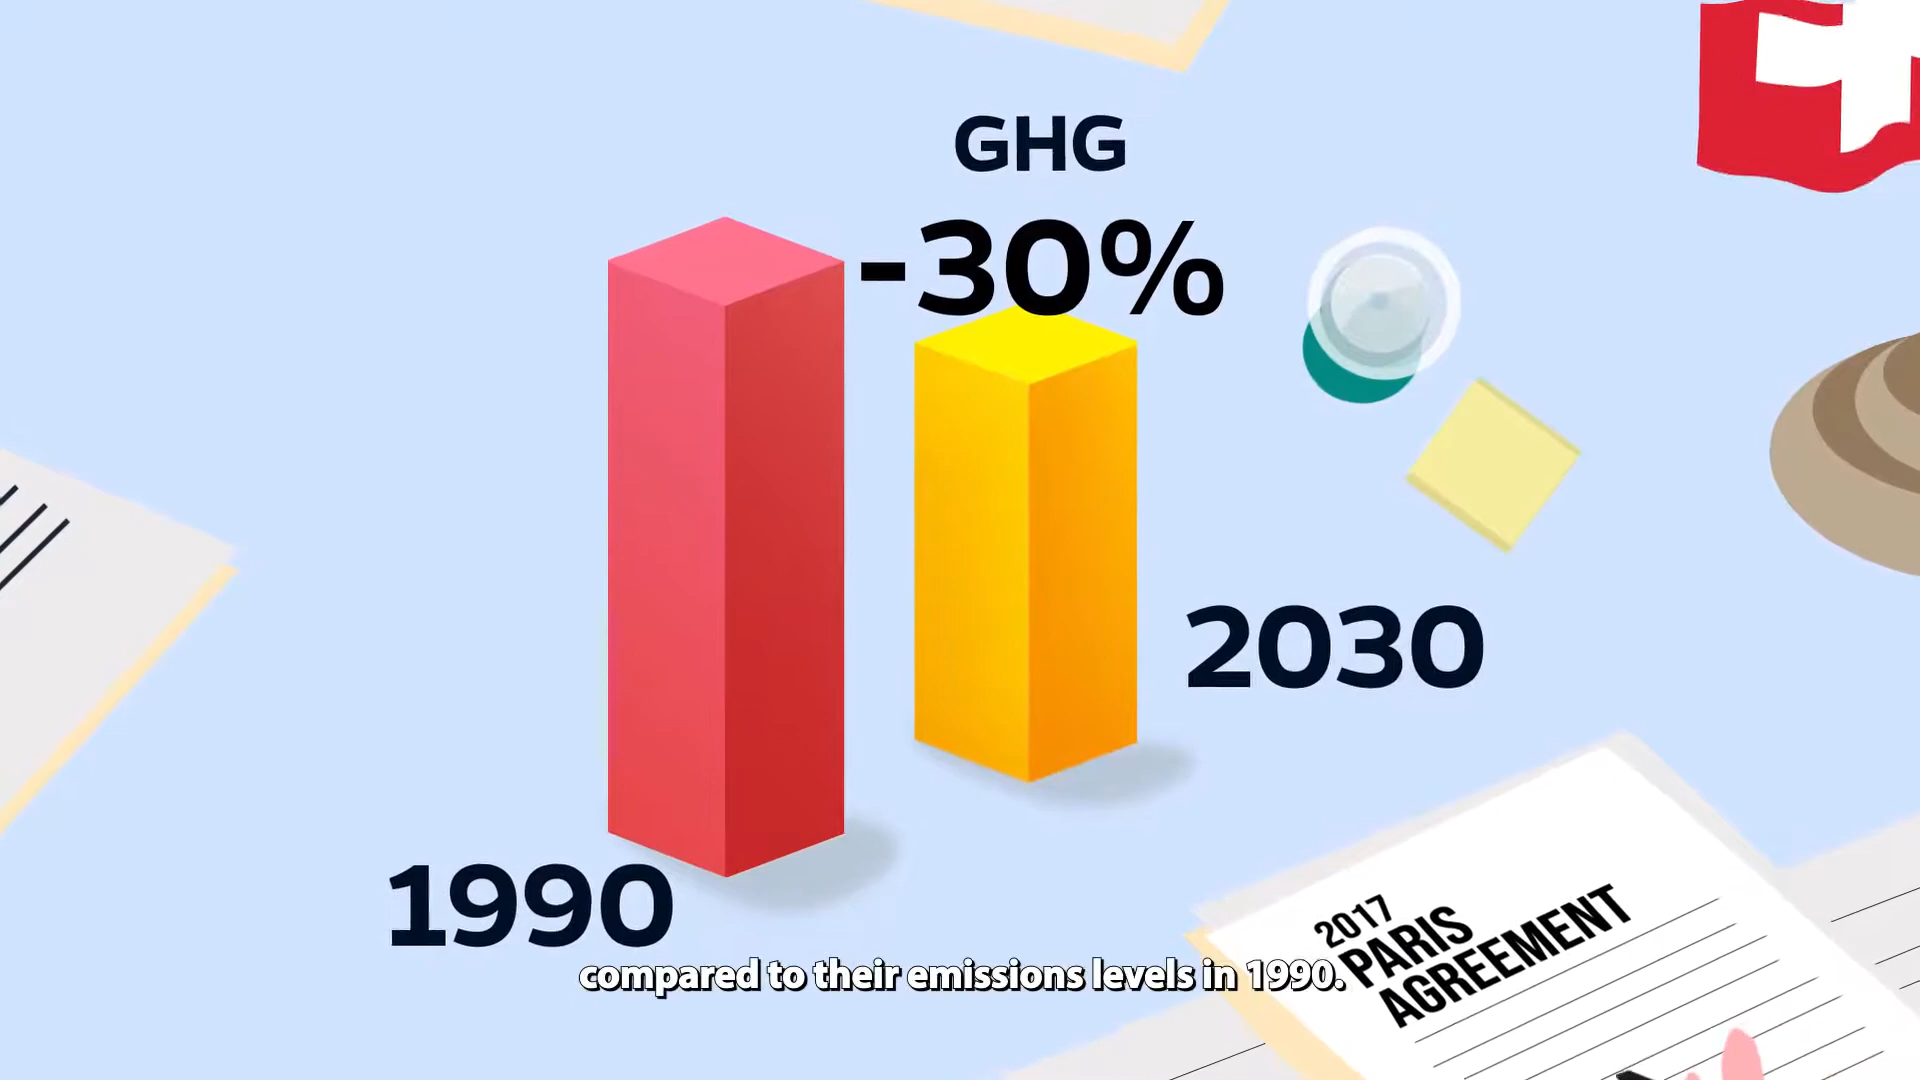 GHG
-30%
2030
1990
2017
PARIS
AGREEMENT
compared to their emissions levels in 1990.